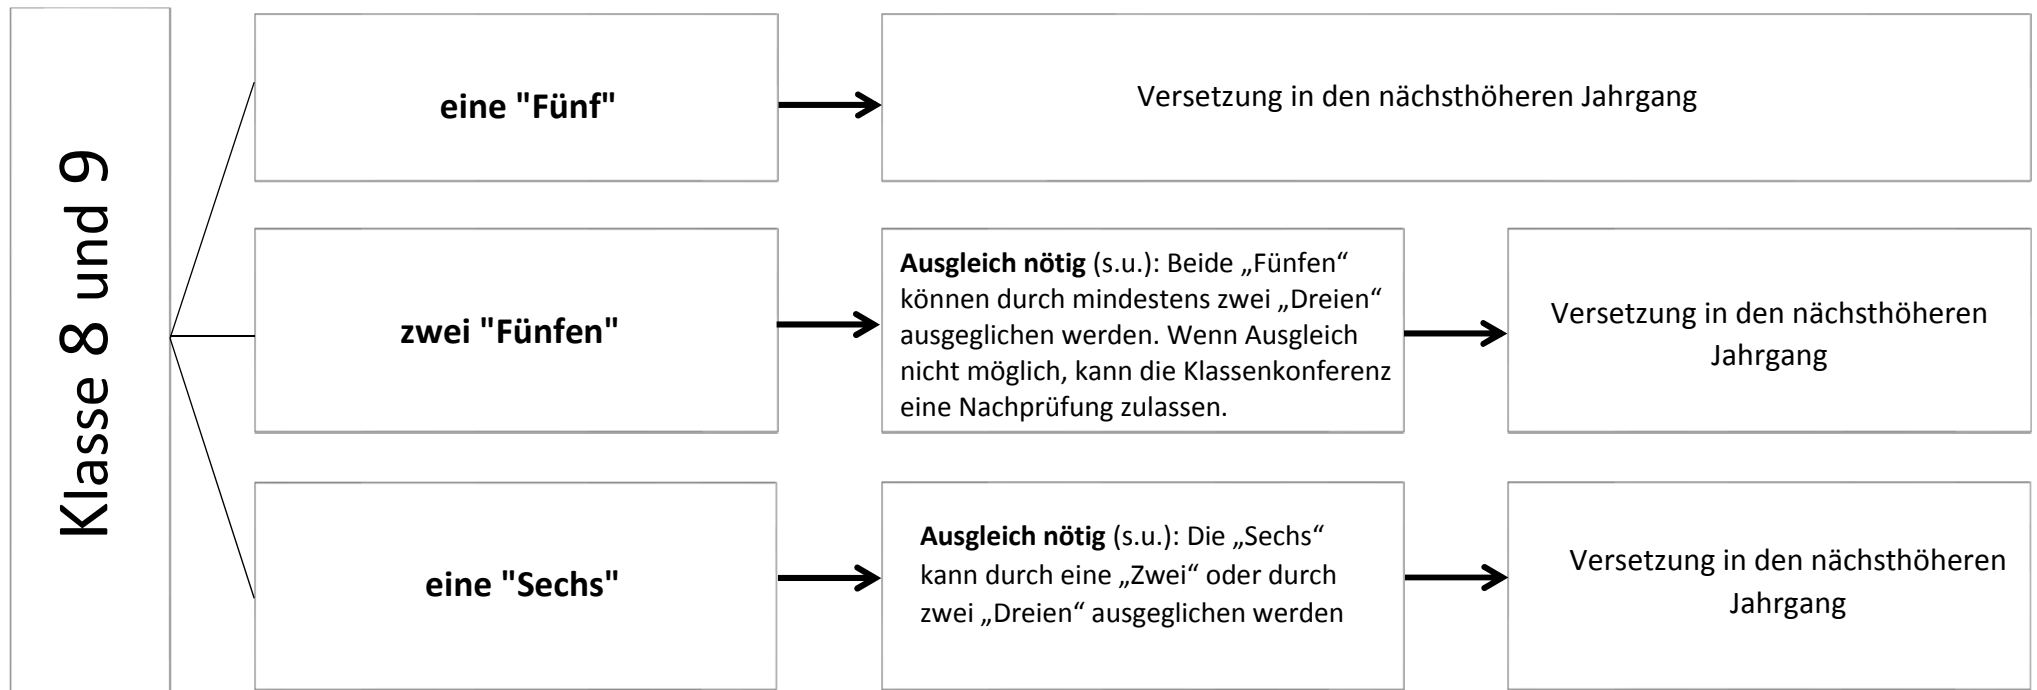 Klasse 8 und 9
eine "Fünf"
Versetzung in den nächsthöheren Jahrgang
zwei "Fünfen"
Ausgleich nötig (s.u.): Beide „Fünfen“
können durch mindestens zwei „Dreien“
ausgeglichen werden. Wenn Ausgleich
nicht möglich, kann die Klassenkonferenz
eine Nachprüfung zulassen.
Versetzung in den nächsthöheren
Jahrgang
eine "Sechs"
Ausgleich nötig (s.u.): Die „Sechs“
kann durch eine „Zwei“ oder durch
zwei „Dreien“ ausgeglichen werden
Versetzung in den nächsthöheren
Jahrgang